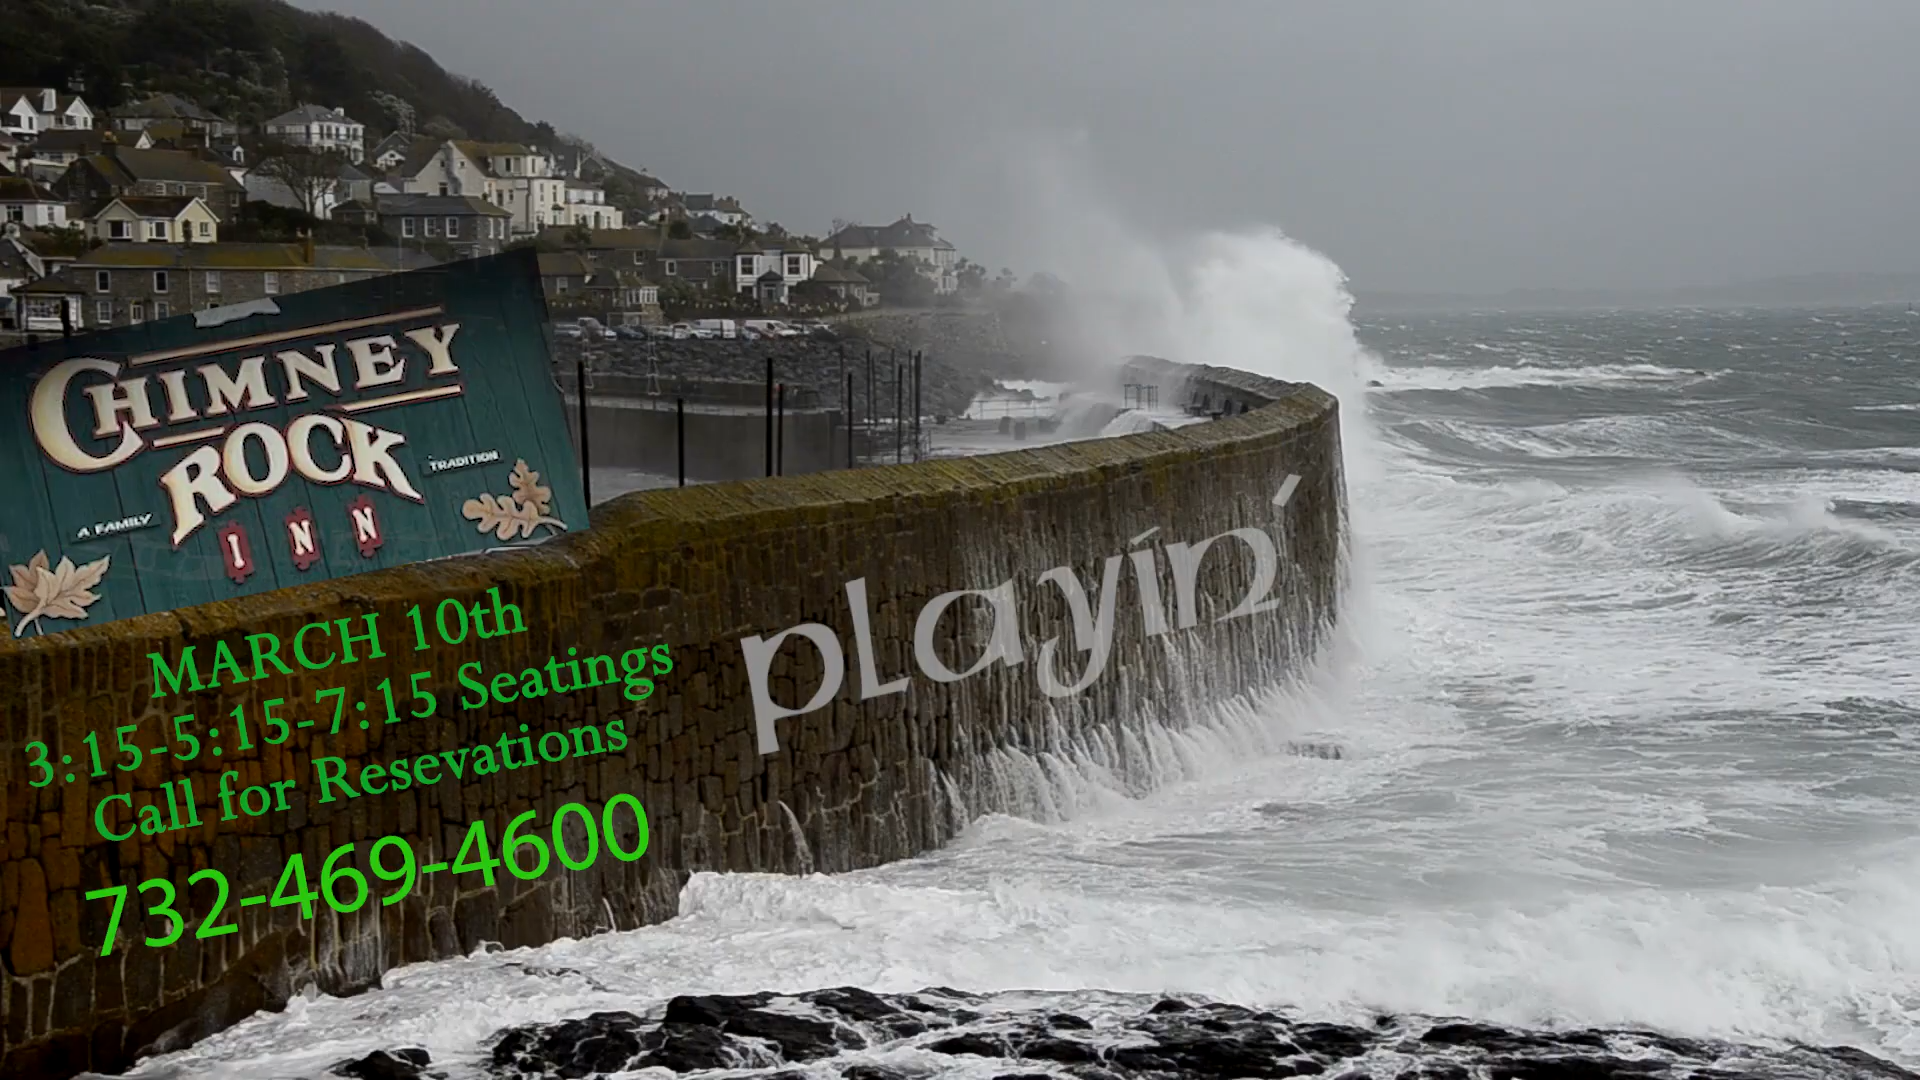 CHIMNEY
ROCK
A FAMILY
TRADITION
INN
MARCH 10th
3:15-5:15-7:15 Seatings
Call for Resevations
732-469-4600
playin'